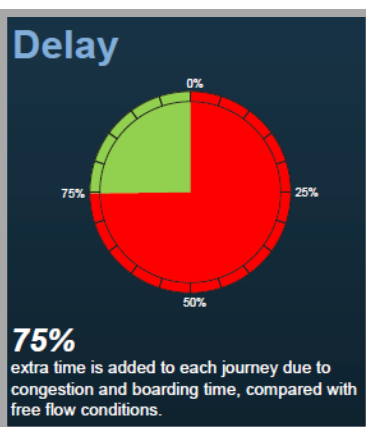 Delay
0%
25%
75%
50%
75%
extra time is added to each journey due to
congestion and boarding time, compared with
free flow conditions.